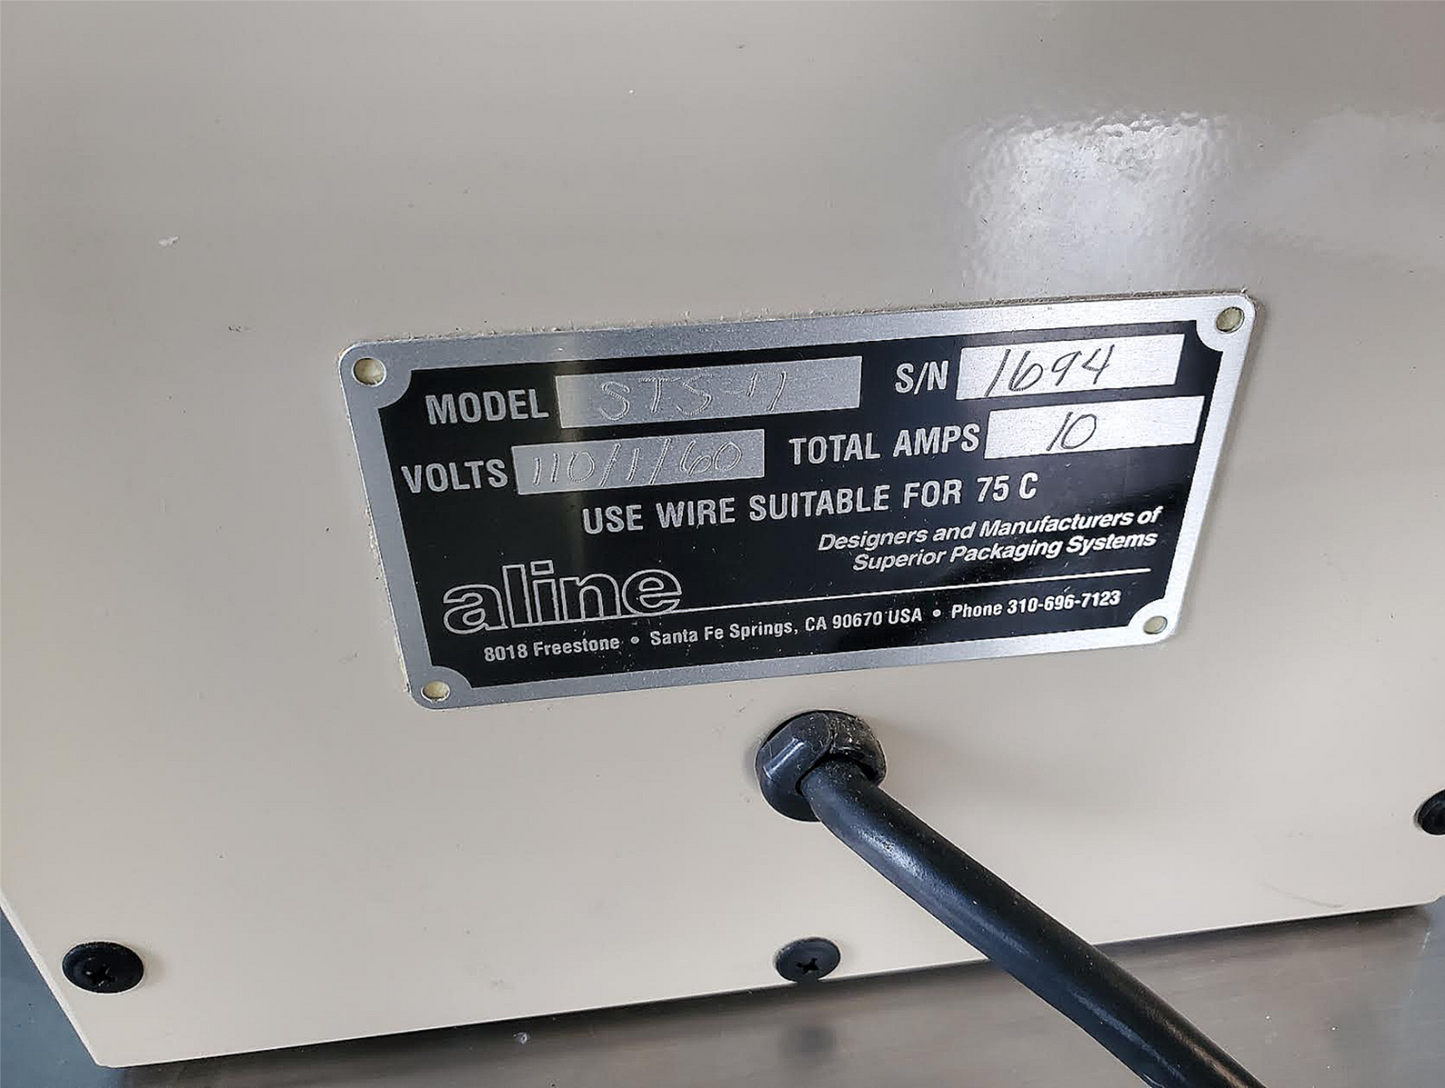 MODEL STS-11 S/N 1694
VOLTS 110/1/60 TOTAL AMPS 10
USE WIRE SUITABLE FOR 75 C
Designers and Manufacturers of
Superior Packaging Systems
aline
8018 Freestone • Santa Fe Springs, CA 90670 USA • Phone 310-696-7123